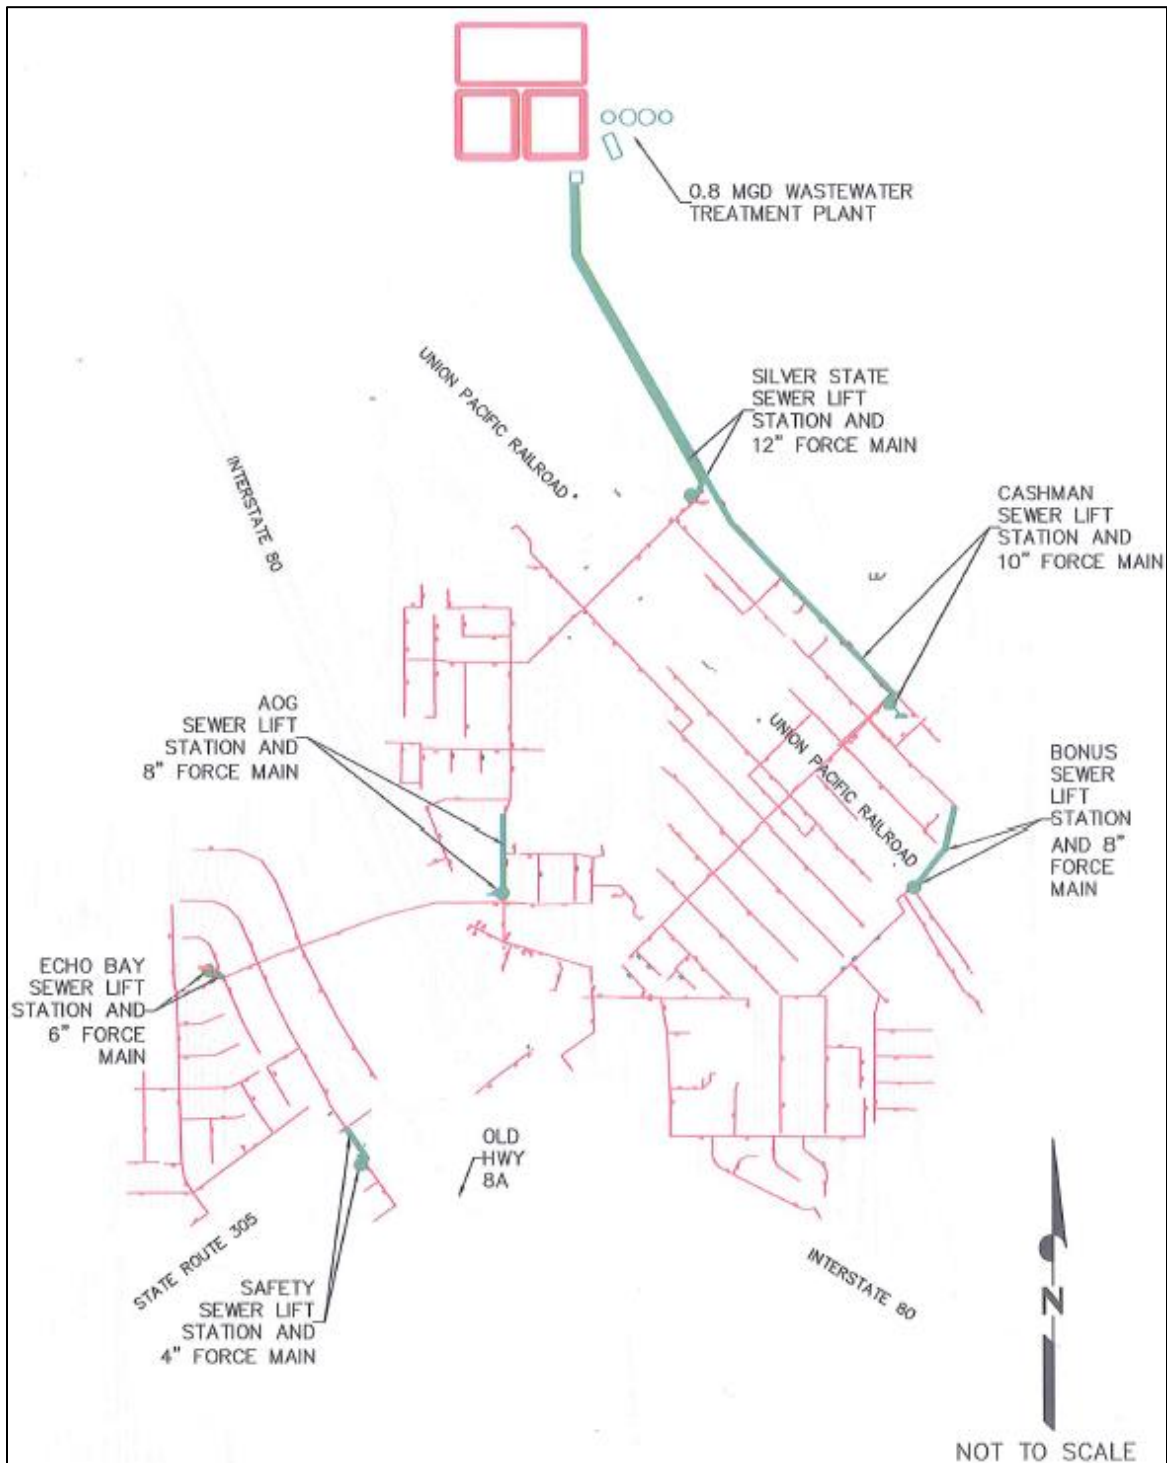 0.8 MGD WASTEWATER
TREATMENT PLANT
UNION PACIFIC RAILROAD
SILVER STATE
SEWER LIFT
STATION AND
12" FORCE MAIN
INTERSTATE 80
CASHMAN
SEWER LIFT
STATION AND
10" FORCE MAIN
AOG
SEWER LIFT
STATION AND
8" FORCE MAIN
UNION PACIFIC RAILROAD
BONUS
SEWER
LIFT
STATION
AND 8"
FORCE
MAIN
ECHO BAY
SEWER LIFT
STATION AND
6" FORCE
MAIN
OLD
HWY
8A
STATE ROUTE 305
INTERSTATE 80
SAFETY
SEWER LIFT
STATION AND
4" FORCE MAIN
N
NOT TO SCALE